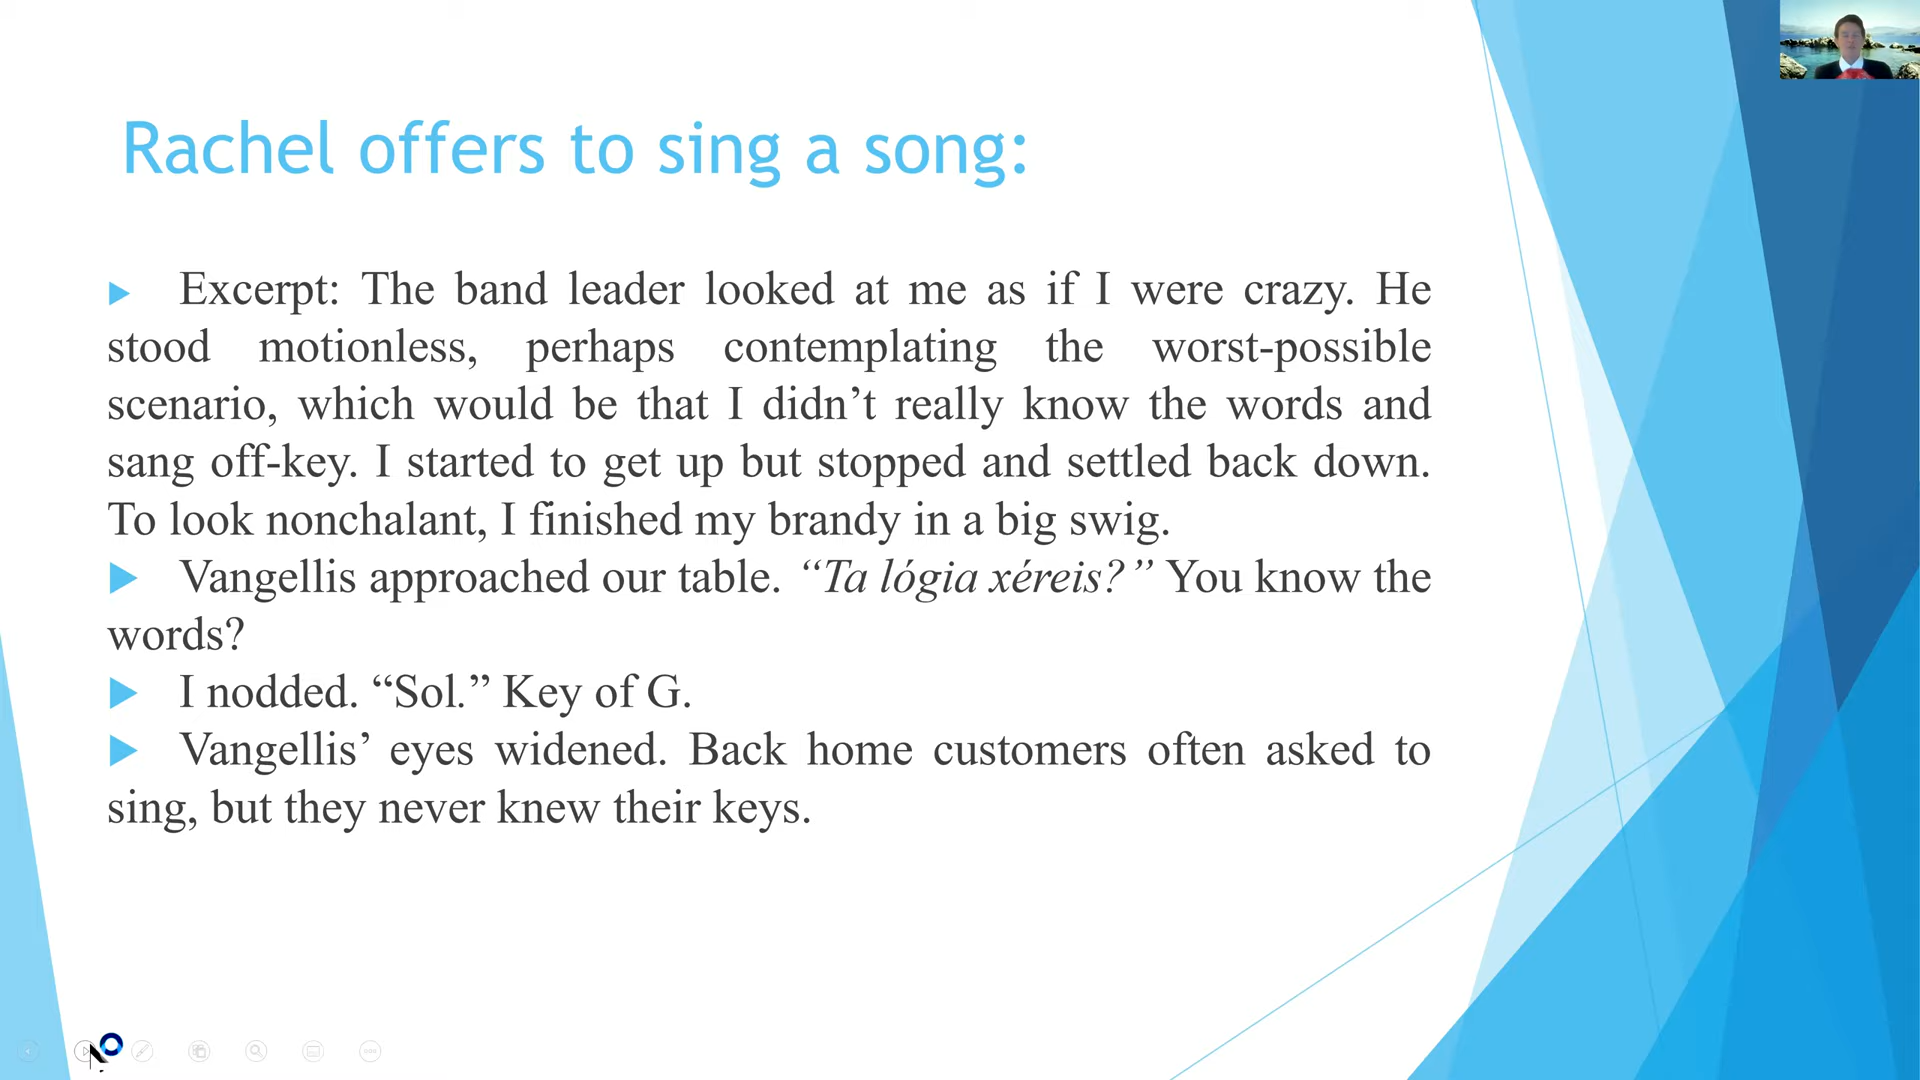 Rachel offers to sing a song:
Excerpt: The band leader looked at me as if I were crazy. He
stood motionless, perhaps contemplating the worst-possible
scenario, which would be that I didn’t really know the words and
sang off-key. I started to get up but stopped and settled back down.
To look nonchalant, I finished my brandy in a big swig.
Vangellis approached our table. “Ta lógia xéreis?” You know the
words?
I nodded. “Sol.” Key of G.
Vangellis’ eyes widened. Back home customers often asked to
sing, but they never knew their keys.